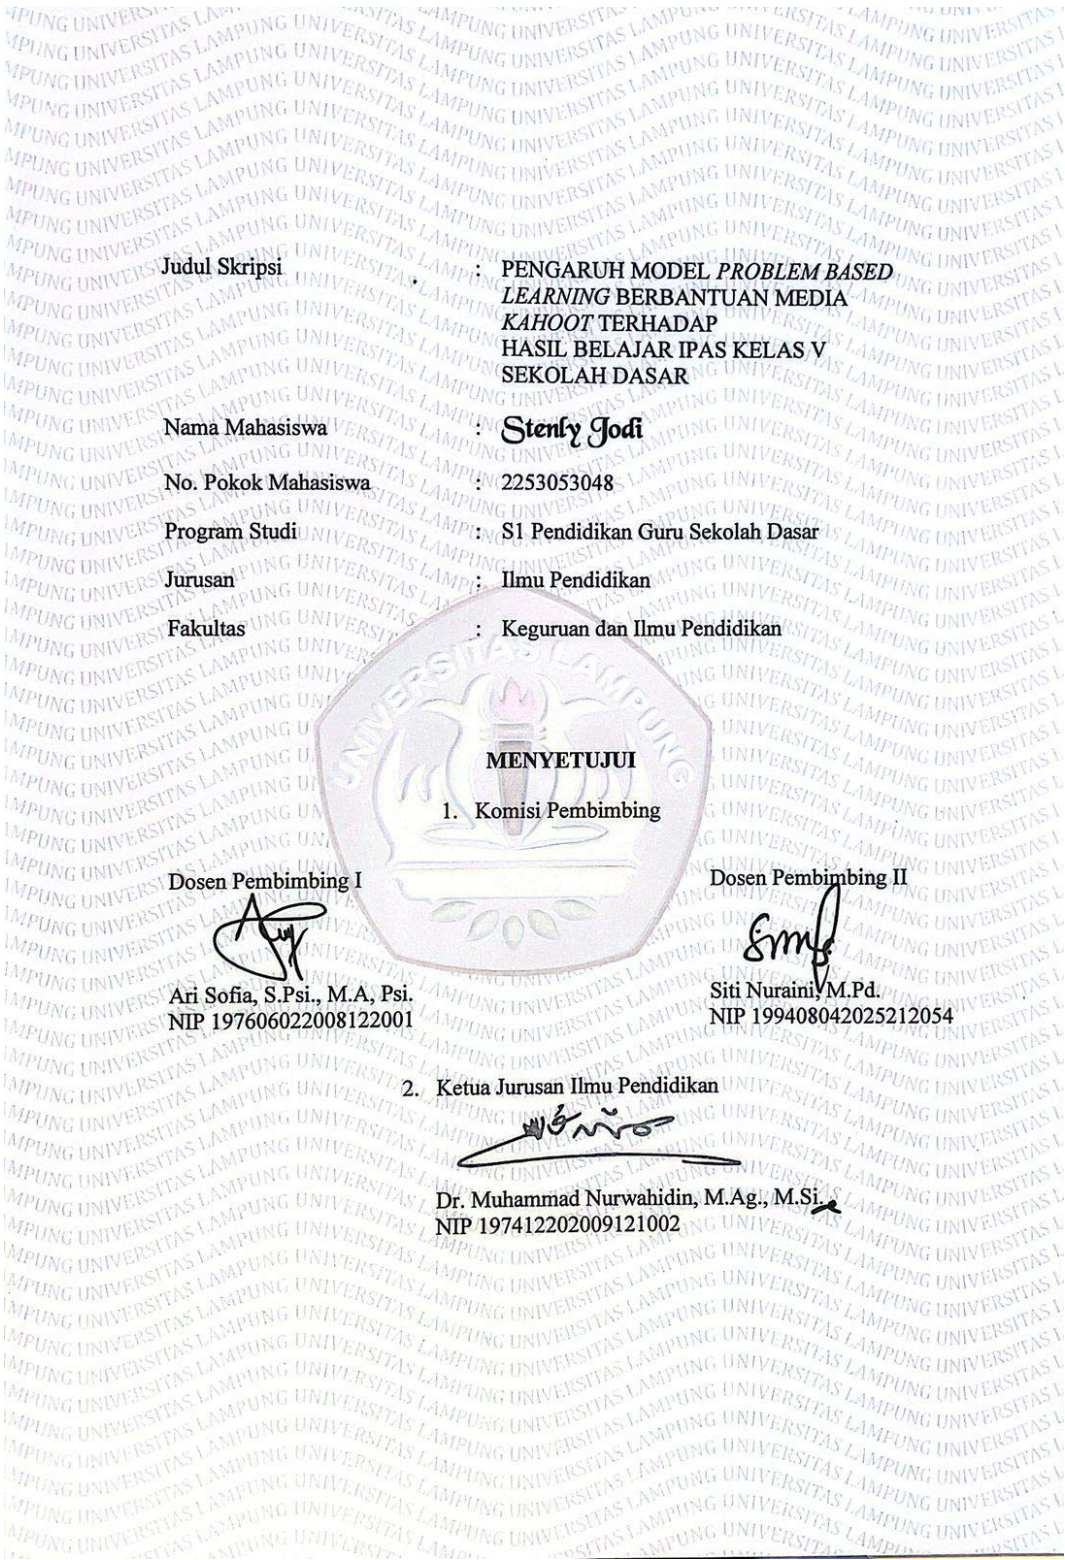 Judul Skripsi : PENGARUH MODEL PROBLEM BASED
LEARNING BERBANTUAN MEDIA
KAHOOT TERHADAP
HASIL BELAJAR IPAS KELAS V
SEKOLAH DASAR
Nama Mahasiswa : Stenly Jodi
No. Pokok Mahasiswa : 2253053048
Program Studi : S1 Pendidikan Guru Sekolah Dasar
Jurusan : Ilmu Pendidikan
Fakultas : Keguruan dan Ilmu Pendidikan
UNIVERSITAS LAMPUNG
MENYETUJUI
1. Komisi Pembimbing
Dosen Pembimbing I
Dosen Pembimbing II
Ari Sofia, S.Psi., M.A, Psi.
NIP 197606022008122001
Siti Nuraini, M.Pd.
NIP 199408042025212054
2. Ketua Jurusan Ilmu Pendidikan
Dr. Muhammad Nurwahidin, M.Ag., M.Si.
NIP 197412202009121002